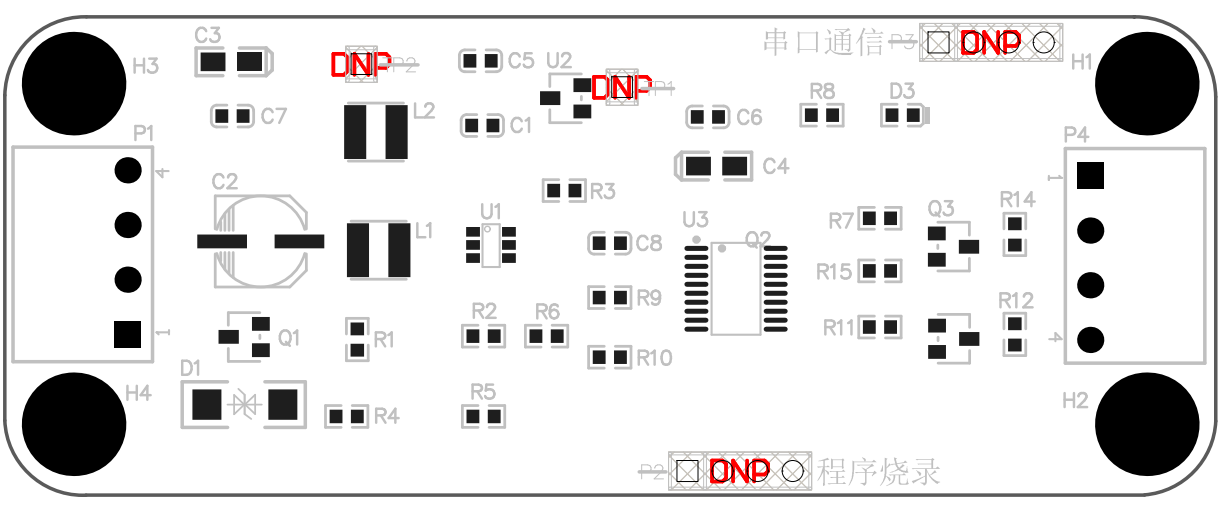 C3
DNP
TP2
C5
U2
串口通信
P3
DNP
H3
H1
DNP
TP1
C7
L2
C1
C6
R8
D3
P1
P4
4
C2
R3
C4
1
U1
U3
Q2
R7
Q3
R14
L1
C8
R15
R9
1
Q1
R1
R2
R6
R11
R12
4
R10
D1
H4
H2
R4
R5
P2
DNP
程序烧录